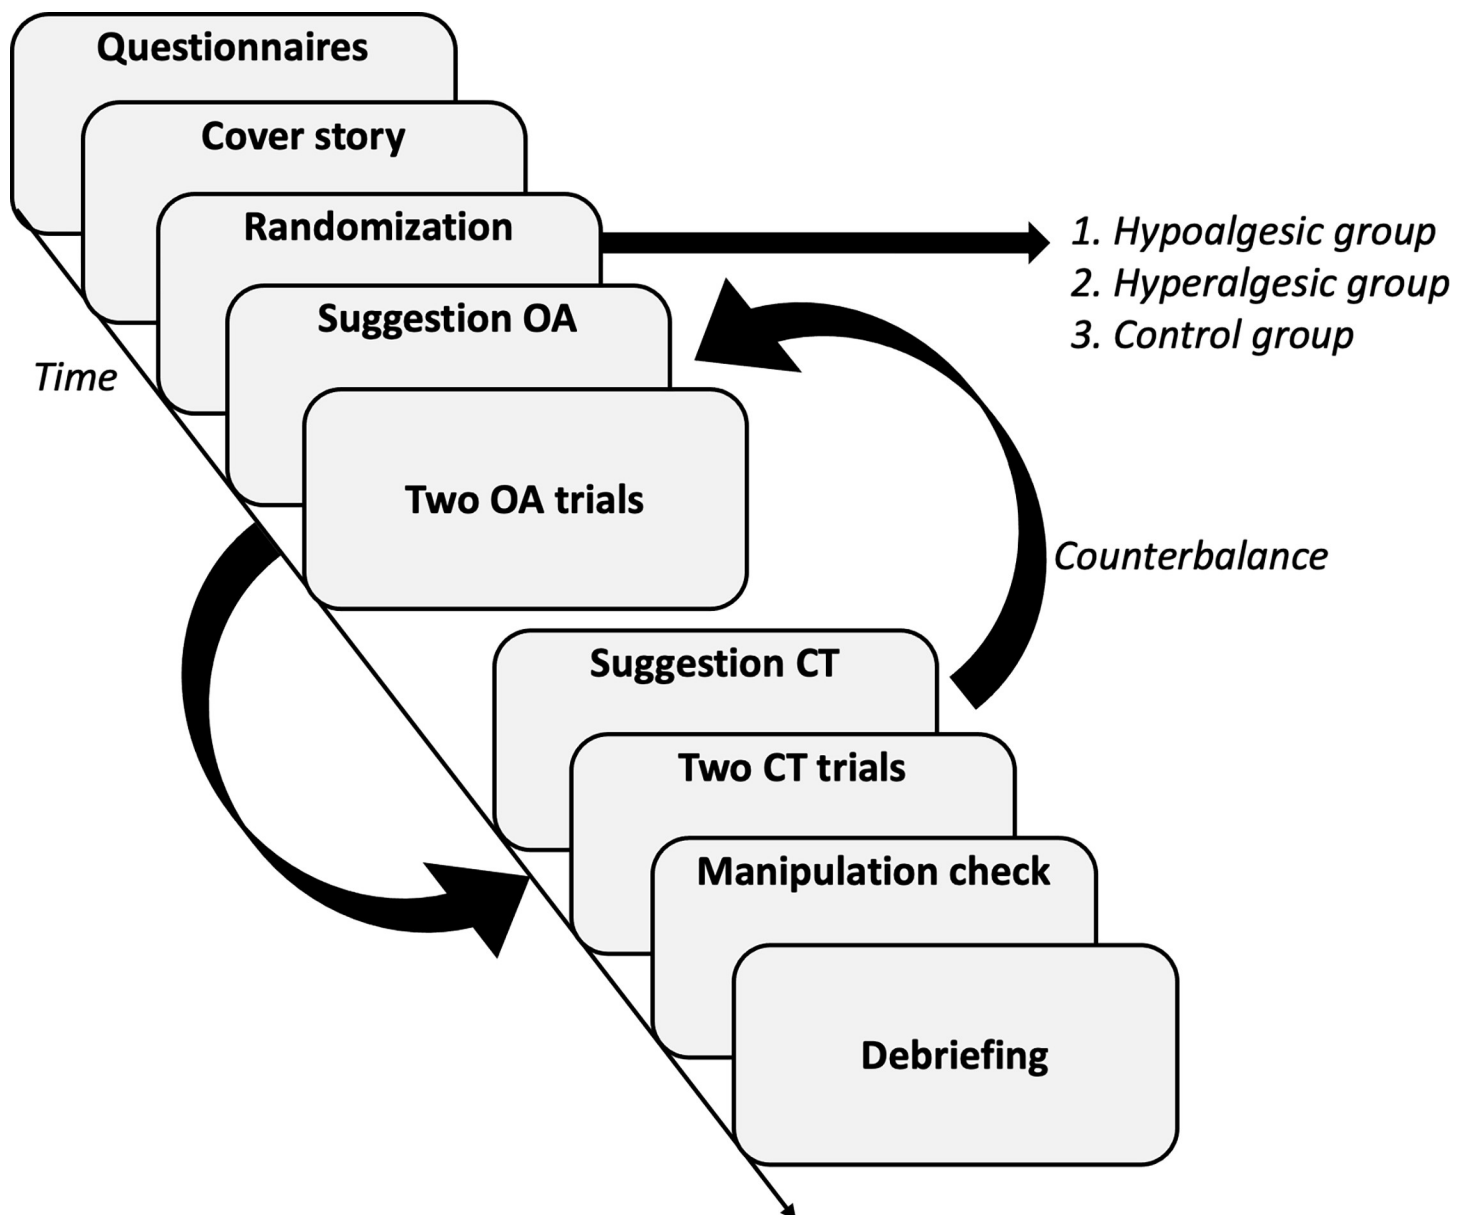 Questionnaires
Cover story
Randomization
1. Hypoalgesic group
2. Hyperalgesic group
3. Control group
Suggestion OA
Time
Two OA trials
Counterbalance
Suggestion CT
Two CT trials
Manipulation check
Debriefing